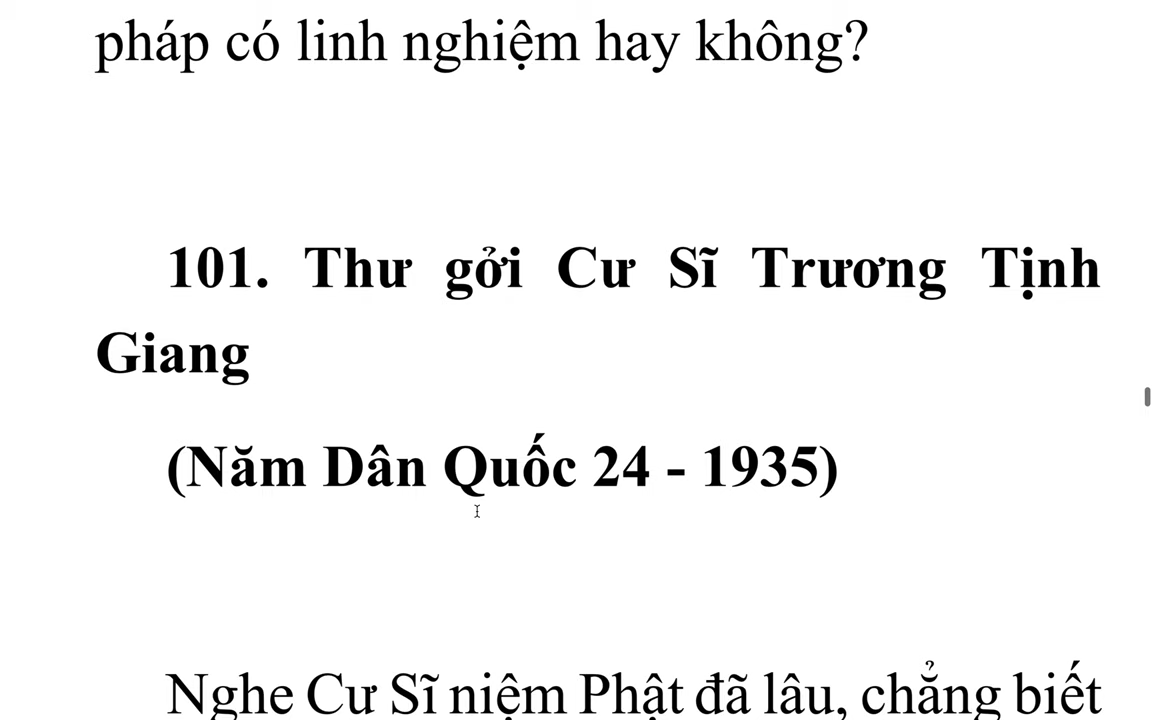 pháp có linh nghiệm hay không?
101. Thư gởi Cư Sĩ Trương Tịnh
Giang
(Năm Dân Quốc 24 - 1935)
Nghe Cư Sĩ niệm Phật đã lâu, chẳng biết